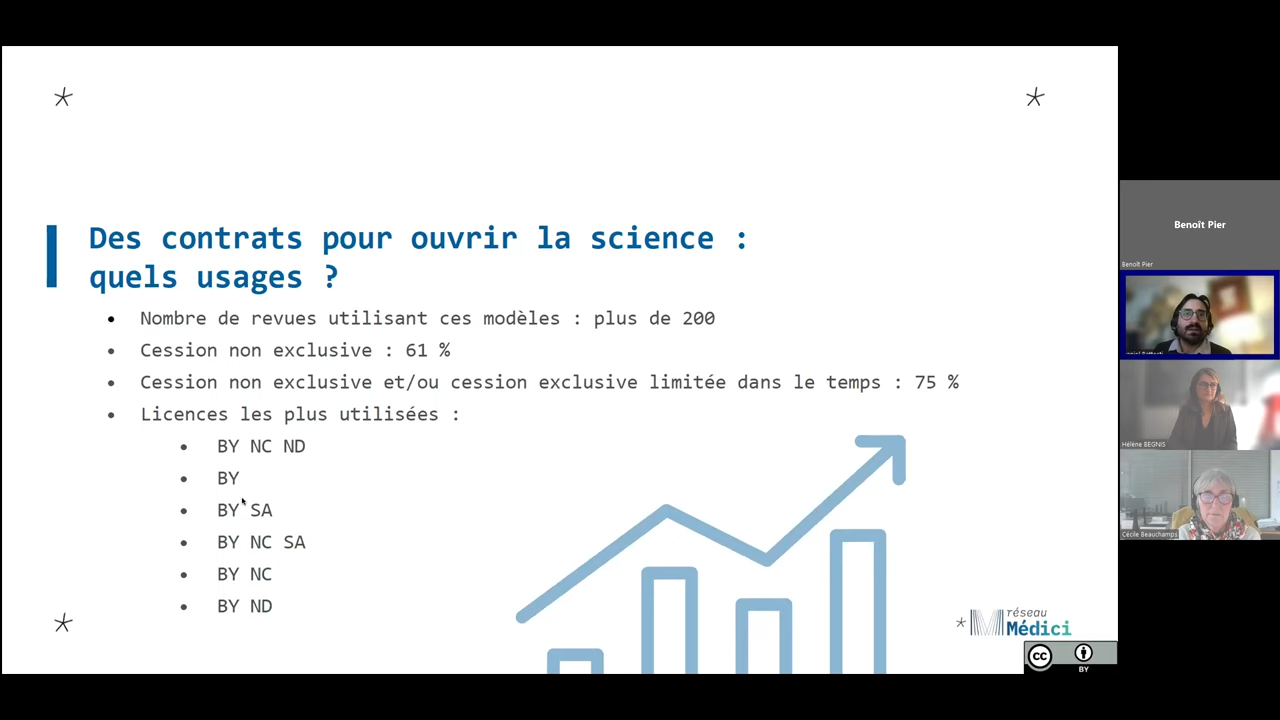 Des contrats pour ouvrir la science :
quels usages ?
• Nombre de revues utilisant ces modèles : plus de 200
• Cession non exclusive : 61 %
• Cession non exclusive et/ou cession exclusive limitée dans le temps : 75 %
• Licences les plus utilisées :
• BY NC ND
• BY
• BY SA
• BY NC SA
• BY NC
• BY ND
réseau
Médici
cc
BY
Benoît Pier
Benoît Pier
Hélène BEGNIS
Cécile Beauchamps